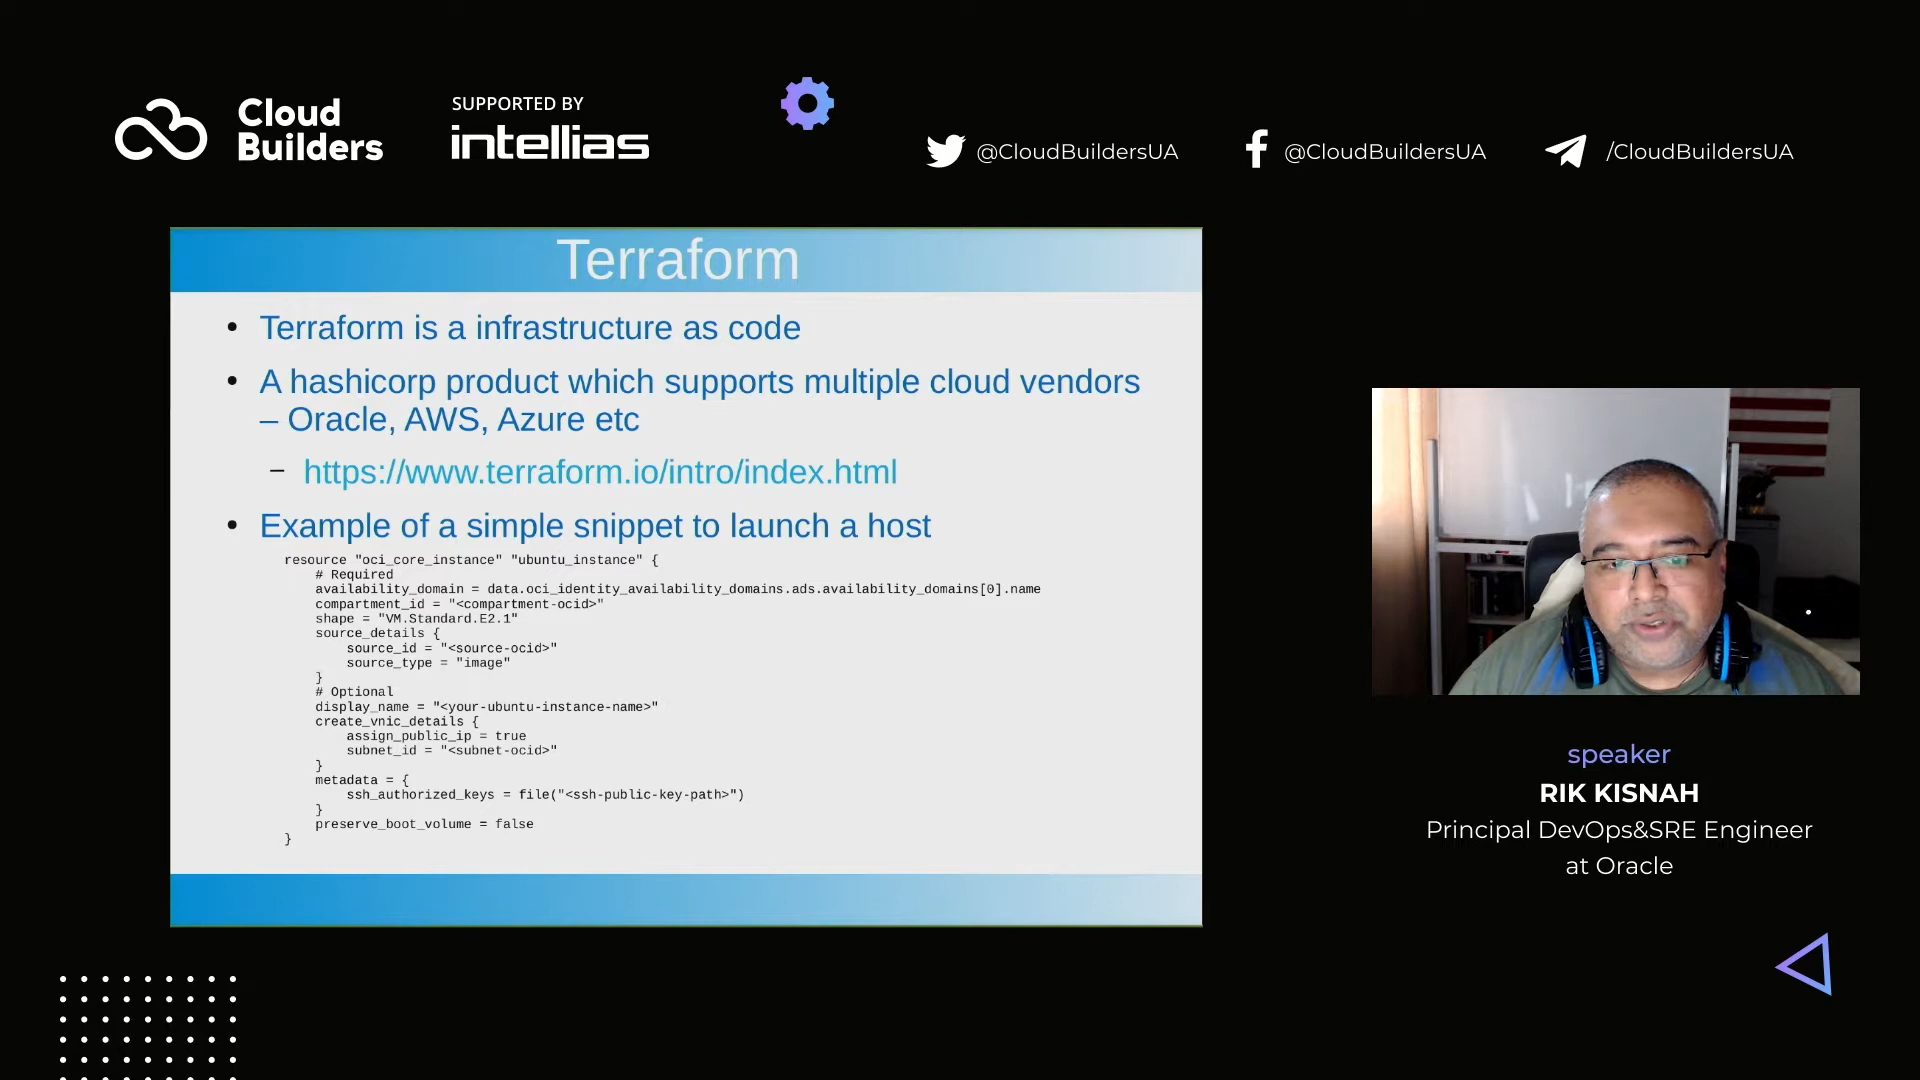 Cloud
Builders
SUPPORTED BY
intellias
@CloudBuildersUA
@CloudBuildersUA
/CloudBuildersUA
Terraform
• Terraform is a infrastructure as code
• A hashicorp product which supports multiple cloud vendors
– Oracle, AWS, Azure etc
– https://www.terraform.io/intro/index.html
• Example of a simple snippet to launch a host
resource "oci_core_instance" "ubuntu_instance" {
# Required
availability_domain = data.oci_identity_availability_domains.ads.availability_domains[0].name
compartment_id = "<compartment-ocid>"
shape = "VM.Standard.E2.1"
source_details {
source_id = "<source-ocid>"
source_type = "image"
}
# Optional
display_name = "<your-ubuntu-instance-name>"
create_vnic_details {
assign_public_ip = true
subnet_id = "<subnet-ocid>"
}
metadata = {
ssh_authorized_keys = file("<ssh-public-key-path>")
}
preserve_boot_volume = false
}
speaker
RIK KISNAH
Principal DevOps&SRE Engineer
at Oracle